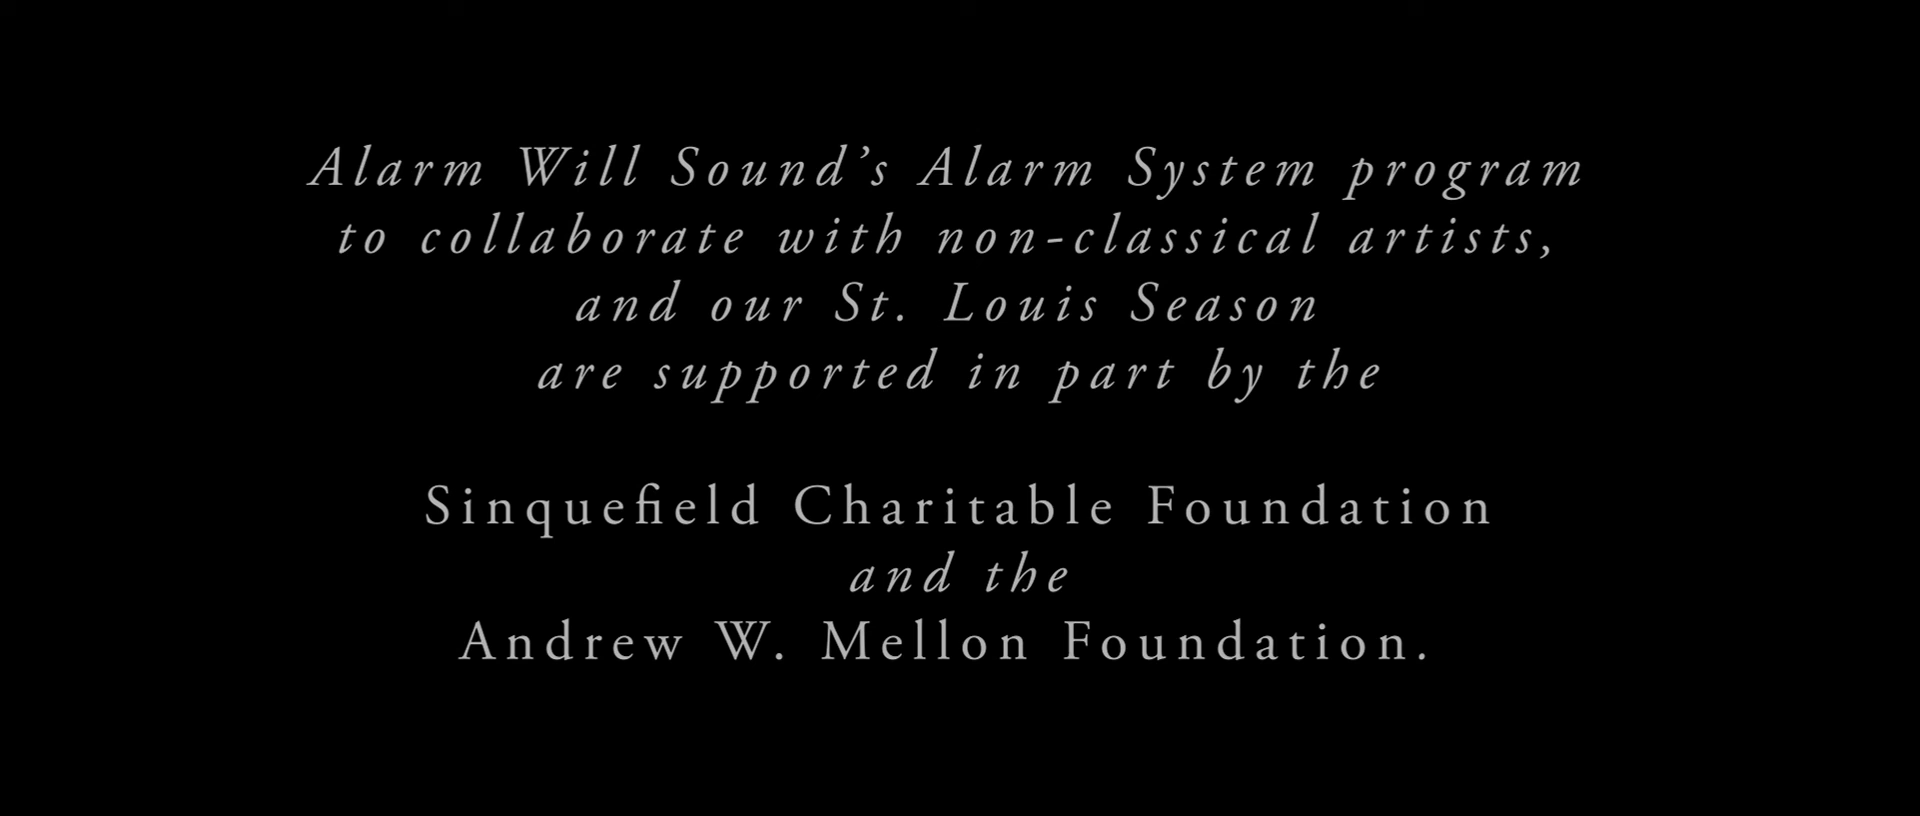 Alarm Will Sound’s Alarm System program
to collaborate with non-classical artists,
and our St. Louis Season
are supported in part by the
Sinquefield Charitable Foundation
and the
Andrew W. Mellon Foundation.